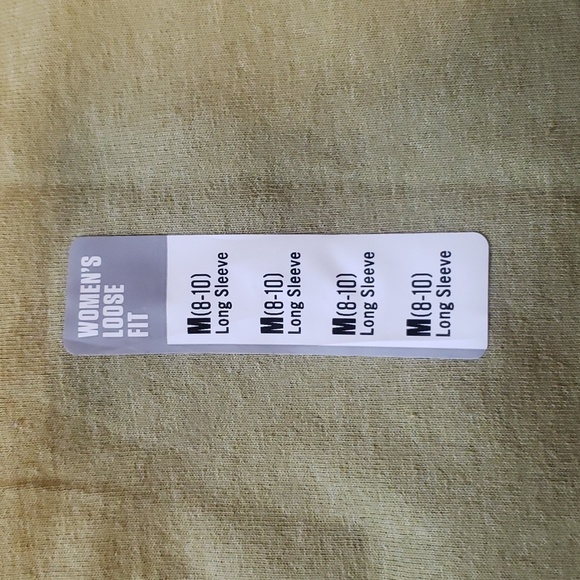 WOMEN'S
LOOSE
FIT
M(8-10)
Long Sleeve
M(8-10)
Long Sleeve
M(8-10)
Long Sleeve
M(8-10)
Long Sleeve